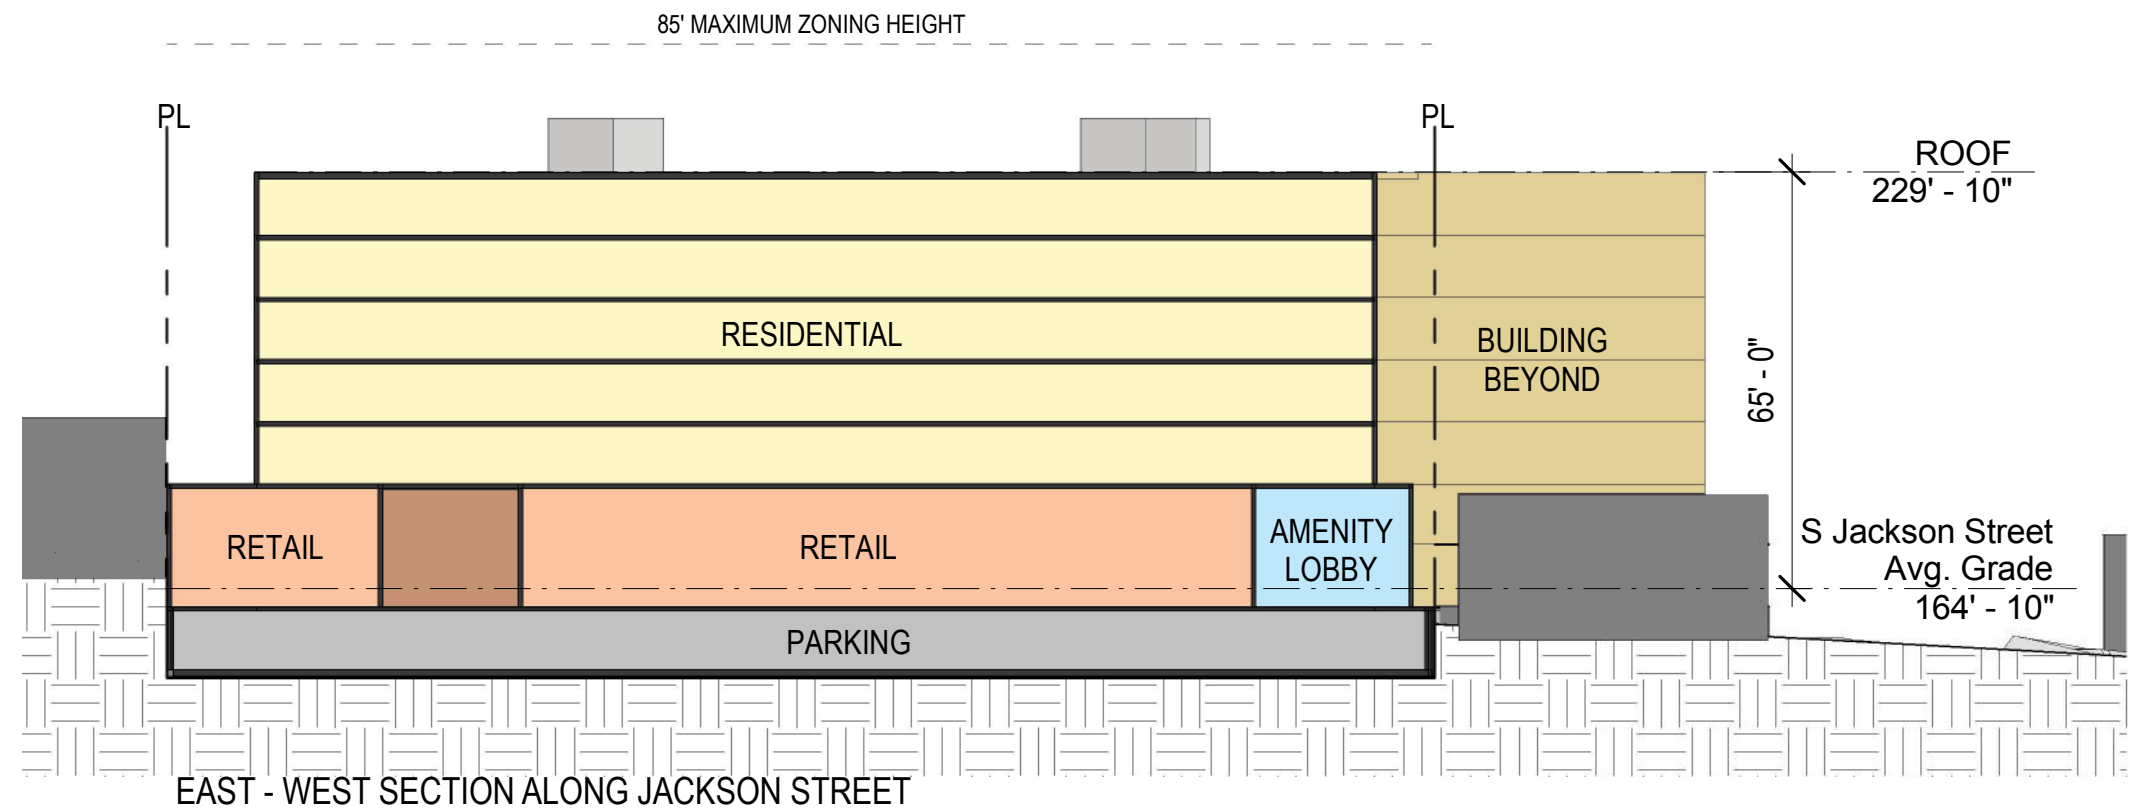 85' MAXIMUM ZONING HEIGHT
PL
PL
ROOF
229' - 10"
RESIDENTIAL
BUILDING
BEYOND
65' - 0"
RETAIL
RETAIL
AMENITY
LOBBY
S Jackson Street
Avg. Grade
164' - 10"
PARKING
EAST - WEST SECTION ALONG JACKSON STREET